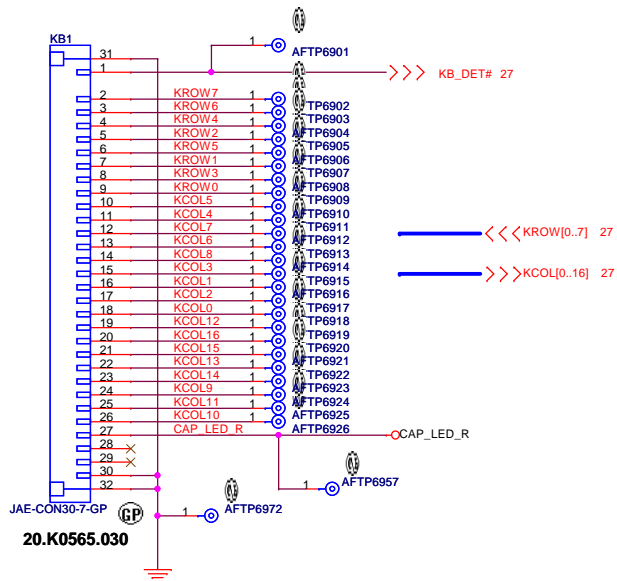 KB1
31
1 AFTP6901
1 KB_DET# 27
2 KROW7 1 TP6902
3 KROW6 1 TP6903
4 KROW4 1 AFTP6904
5 KROW2 1 TP6905
6 KROW5 1 AFTP6906
7 KROW1 1 TP6907
8 KROW3 1 AFTP6908
9 KROW0 1 TP6909
10 KCOL5 1 AFTP6910
11 KCOL4 1 TP6911
12 KCOL7 1 AFTP6912
13 KCOL6 1 TP6913
14 KCOL8 1 AFTP6914
15 KCOL3 1 TP6915
16 KCOL1 1 AFTP6916
17 KCOL2 1 TP6917
18 KCOL0 1 AFTP6918
19 KCOL12 1 TP6919
20 KCOL16 1 TP6920
21 KCOL15 1 AFTP6921
22 KCOL13 1 TP6922
23 KCOL14 1 AFTP6923
24 KCOL9 1 AFTP6924
25 KCOL11 1 AFTP6925
26 KCOL10 1 AFTP6926
27 CAP_LED_R CAP_LED_R
28
29
30
32
KROW[0..7] 27
KCOL[0..16] 27
1 AFTP6957
1 AFTP6972
JAE-CON30-7-GP
GP
20.K0565.030